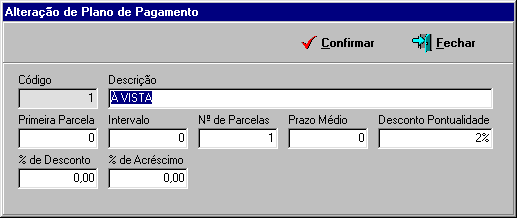 Alteração de Plano de Pagamento
Confirmar Fechar
Código Descrição
1 À VISTA
Primeira Parcela Intervalo Nº de Parcelas Prazo Médio Desconto Pontualidade
0 0 1 0 2%
% de Desconto % de Acréscimo
0,00 0,00